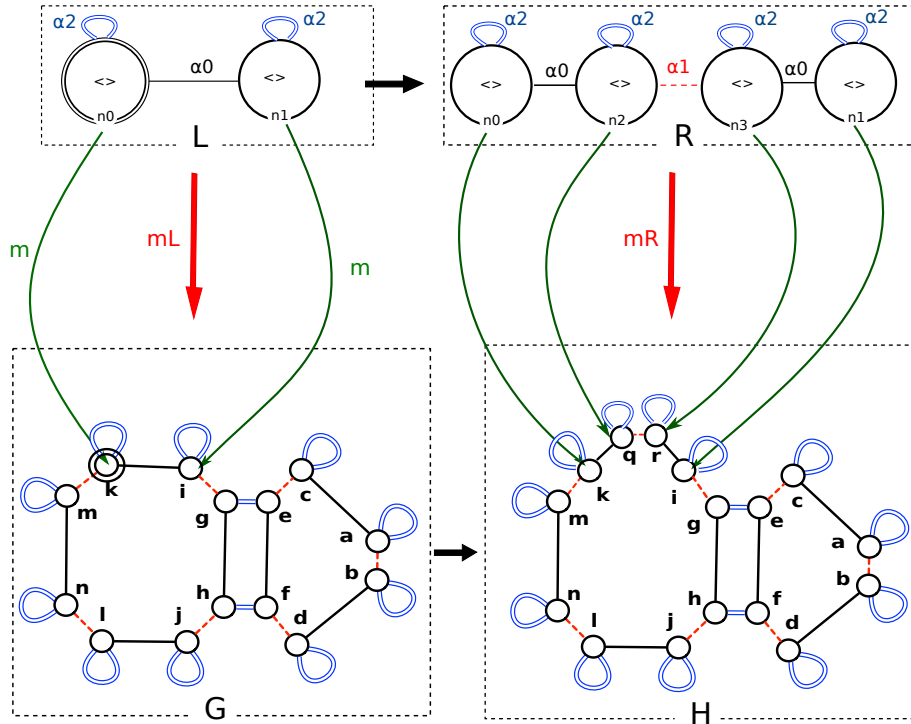 α2 α2 α2 α2 α2 α2
<> α0 <> <> α0 <> α1 <> α0 <>
n0 n1 n0 n2 n3 n1
L R
m mL m mR
k i c q r
m g e k i c
a m g e a
b b
n h f n h f
l j d l j d
G H